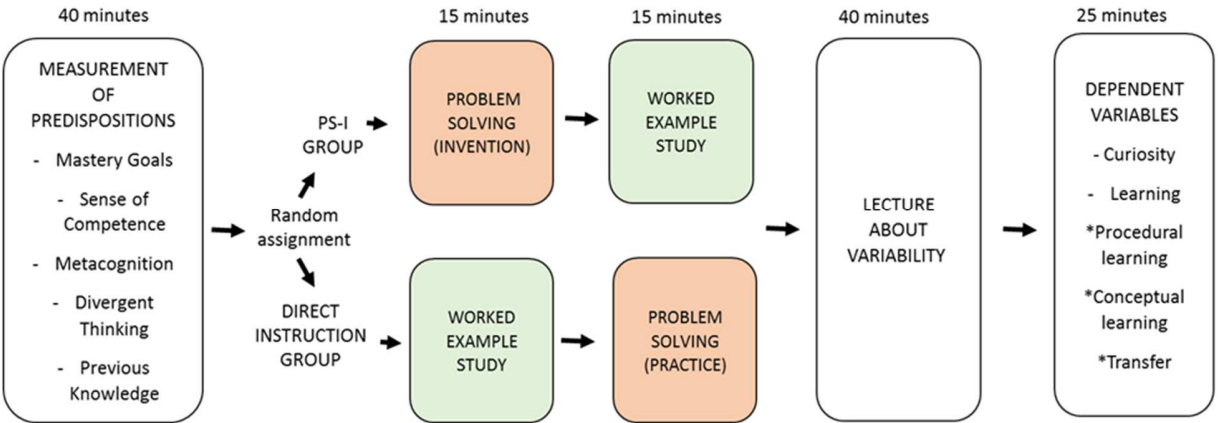 40 minutes
MEASUREMENT
OF
PREDISPOSITIONS
- Mastery Goals
- Sense of
Competence
- Metacognition
- Divergent
Thinking
- Previous
Knowledge
Random
assignment
PS-I
GROUP
DIRECT
INSTRUCTION
GROUP
15 minutes
PROBLEM
SOLVING
(INVENTION)
WORKED
EXAMPLE
STUDY
15 minutes
WORKED
EXAMPLE
STUDY
PROBLEM
SOLVING
(PRACTICE)
40 minutes
LECTURE
ABOUT
VARIABILITY
25 minutes
DEPENDENT
VARIABLES
- Curiosity
- Learning
*Procedural
learning
*Conceptual
learning
*Transfer